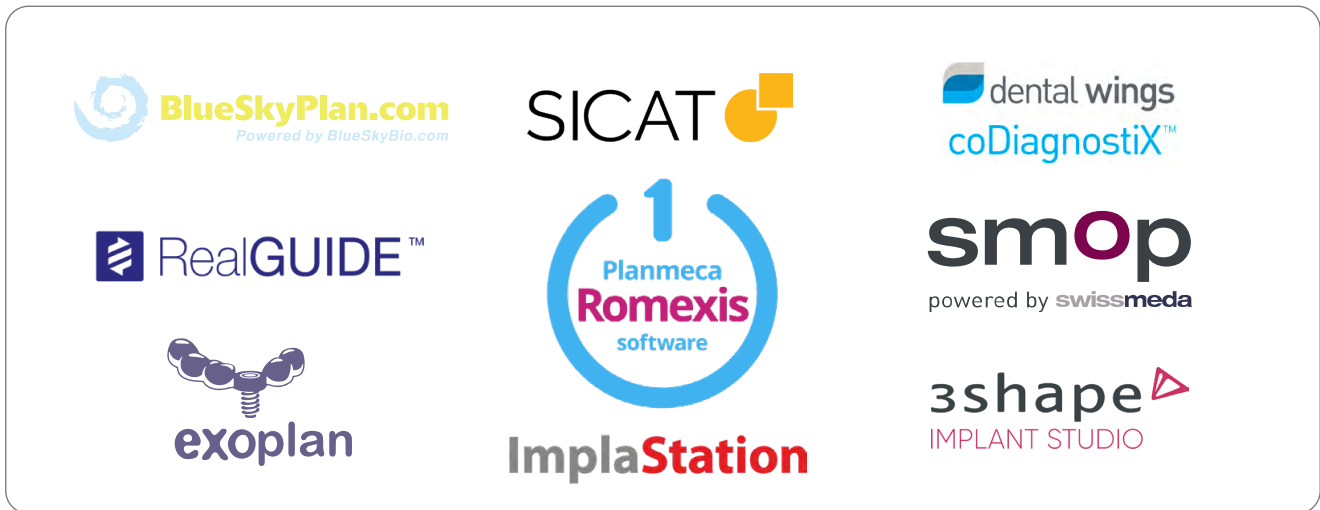 BlueSkyPlan.com
Powered by BlueSkyBio.com
SICAT
dental wings
coDiagnostiX™
RealGUIDE™
1
Planmeca
Romexis
software
smop
powered by swissmeda
exoplan
ImplaStation
3shape
IMPLANT STUDIO